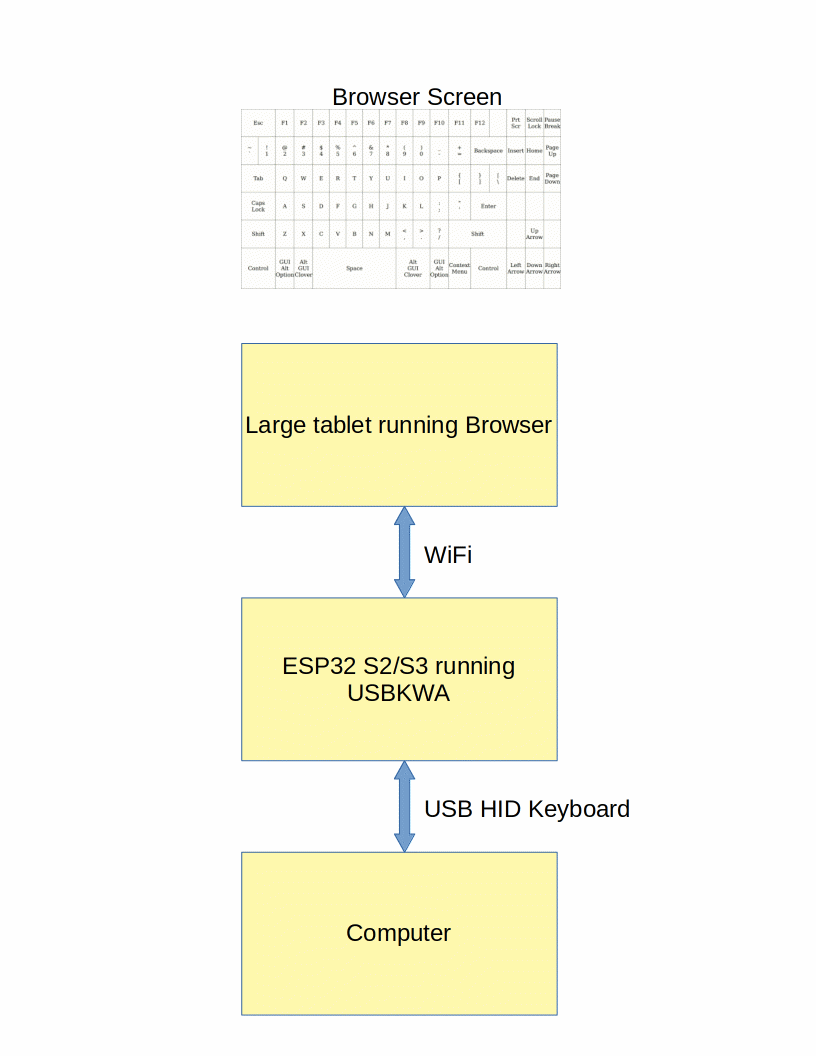 Browser Screen
Esc F1 F2 F3 F4 F5 F6 F7 F8 F9 F10 F11 F12 Prt Scr Scroll Lock Pause Break
~ ` ! 1 @ 2 # 3 $ 4 % 5 ^ 6 & 7 * 8 ( 9 ) 0 _ - + = Backspace Insert Home Page Up
Tab Q W E R T Y U I O P { [ } ] | \ Delete End Page Down
Caps Lock A S D F G H J K L : ; " ' Enter
Shift Z X C V B N M < , > . ? / Shift Up Arrow
Control GUI Alt Option Alt GUI Clover Space Alt GUI Clover GUI Alt Option Context Menu Control Left Arrow Down Arrow Right Arrow
Large tablet running Browser
WiFi
ESP32 S2/S3 running
USBKWA
USB HID Keyboard
Computer